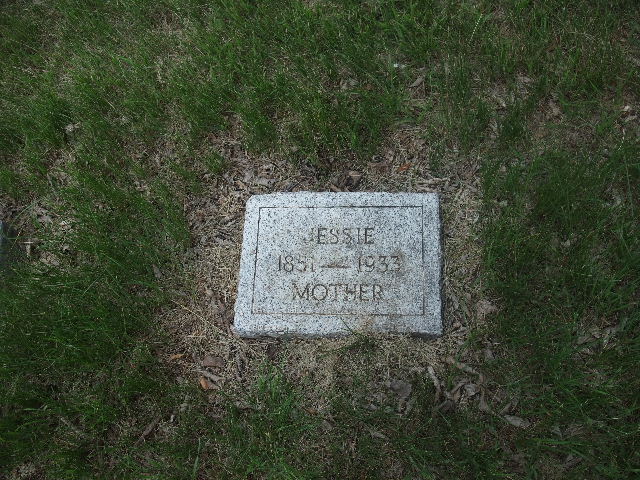 JESSIE
1851 — 1933
MOTHER